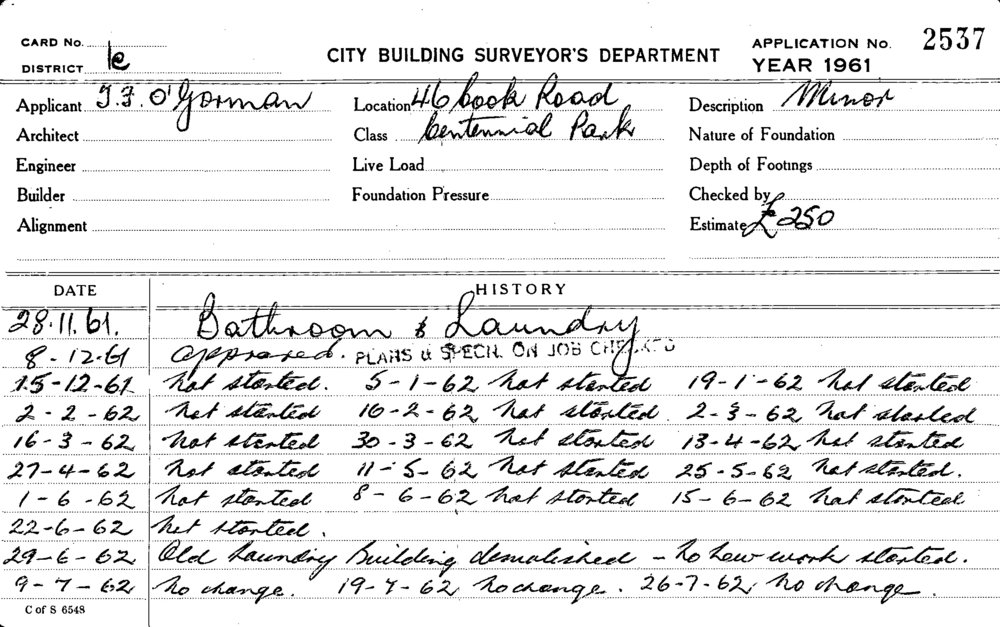 CARD No.
DISTRICT 1e
CITY BUILDING SURVEYOR'S DEPARTMENT
APPLICATION No. 2537
YEAR 1961
Applicant J. F. O'Gorman Location 46 Cook Road Description Minor
Architect Class Centennial Park Nature of Foundation
Engineer Live Load Depth of Footings
Builder Foundation Pressure Checked by
Alignment Estimate £250
DATE HISTORY
28.11.61. Bathroom & Laundry
8-12-61 approved. PLANS & SPECN. ON JOB CHECKED
15-12-61 not started. 5-1-62 not started 19-1-62 not started
2-2-62 not started 16-2-62 not started. 2-3-62 not started
16-3-62 not started 30-3-62 not started 13-4-62 not started
27-4-62 not started 11-5-62 not started 25-5-62 not started.
1-6-62 not started 8-6-62 not started 15-6-62 not started
22-6-62 not started.
29-6-62 Old Laundry Building demolished - no new work started.
9-7-62 no change. 19-7-62 no change. 26-7-62 no change.
C of S 6548